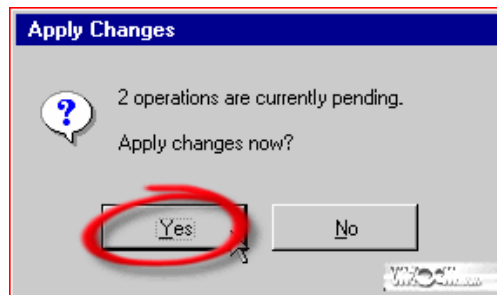 Apply Changes
2 operations are currently pending.
Apply changes now?
Yes No